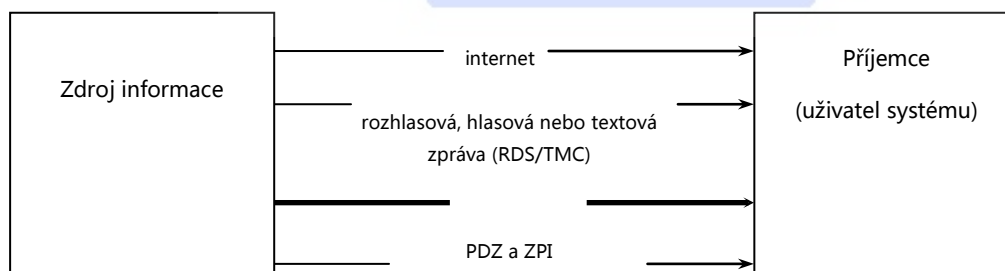 Zdroj informace
internet
rozhlasová, hlasová nebo textová
zpráva (RDS/TMC)
PDZ a ZPI
Příjemce
(uživatel systému)